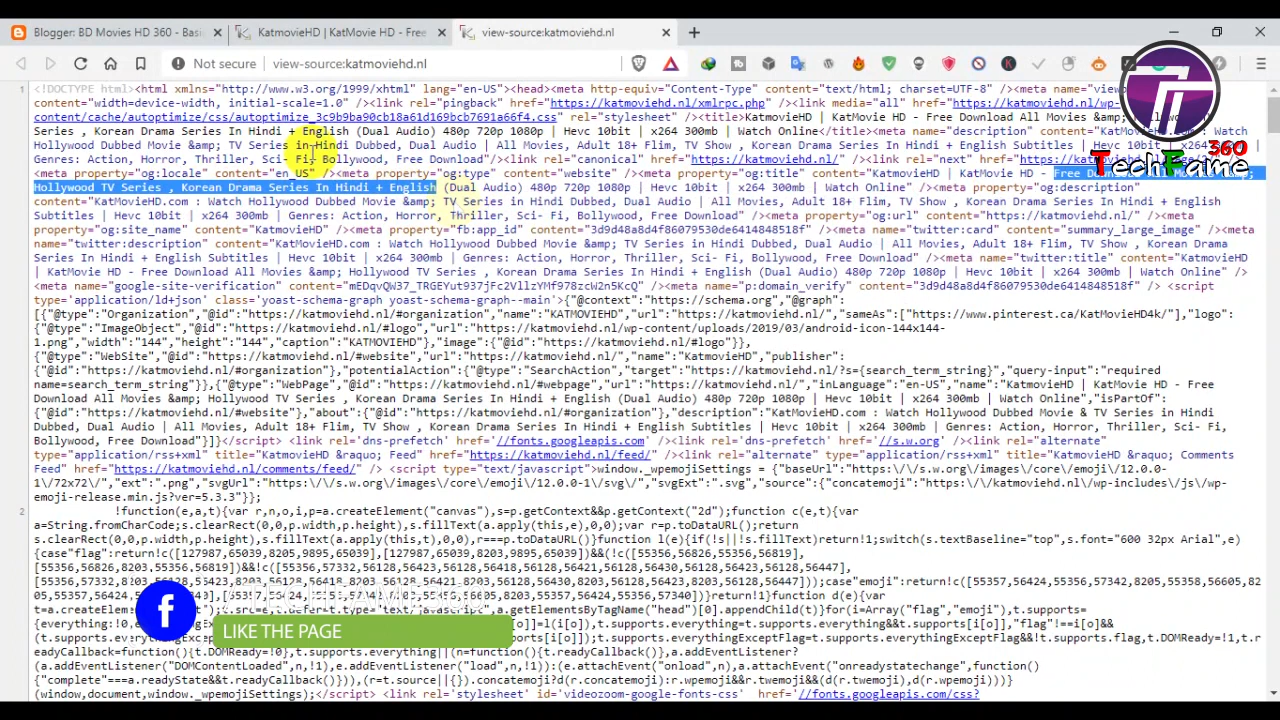 Blogger: BD Movies HD 360 - Basi
KatmovieHD | KatMovie HD - Free
view-source:katmoviehd.nl
Not secure
view-source:katmoviehd.nl
1
<!DOCTYPE html><html xmlns="http://www.w3.org/1999/xhtml" lang="en-US"><head><meta http-equiv="Content-Type" content="text/html; charset=UTF-8" /><meta name="viewp
content="width=device-width, initial-scale=1.0" /><link rel="pingback" href="https://katmoviehd.nl/xmlrpc.php" /><link media="all" href="https://katmoviehd.nl/wp-
content/cache/autoptimize/css/autoptimize_3c9b9ba90cb18a61d169bcb7691a66f4.css" rel="stylesheet" /><title>KatmovieHD | KatMovie HD - Free Download All Movies &
Series , Korean Drama Series In Hindi + English (Dual Audio) 480p 720p 1080p | Hevc 10bit | x264 300mb | Watch Online</title><meta name="description" content="KatMovieHD.com : Watch
Hollywood Dubbed Movie &amp; TV Series in Hindi Dubbed, Dual Audio | All Movies, Adult 18+ Flim, TV Show , Korean Drama Series In Hindi + English Subtitles | Hevc 10bit | x264 300mb |
Genres: Action, Horror, Thriller, Sci- Fi, Bollywood, Free Download"/><link rel="canonical" href="https://katmoviehd.nl/" /><link rel="next" href="https://katmoviehd.nl/
<meta property="og:locale" content="en_US" /><meta property="og:type" content="website" /><meta property="og:title" content="KatmovieHD | KatMovie HD - Free Download All Movies &amp;
Hollywood TV Series , Korean Drama Series In Hindi + English (Dual Audio) 480p 720p 1080p | Hevc 10bit | x264 300mb | Watch Online" /><meta property="og:description"
content="KatMovieHD.com : Watch Hollywood Dubbed Movie &amp; TV Series in Hindi Dubbed, Dual Audio | All Movies, Adult 18+ Flim, TV Show , Korean Drama Series In Hindi + English
Subtitles | Hevc 10bit | x264 300mb | Genres: Action, Horror, Thriller, Sci- Fi, Bollywood, Free Download" /><meta property="og:url" content="https://katmoviehd.nl/" /><meta
property="og:site_name" content="KatMovieHD" /><meta property="fb:app_id" content="3d9d48a8d4f86079530de6414848518f" /><meta name="twitter:card" content="summary_large_image" /><meta
name="twitter:description" content="KatMovieHD.com : Watch Hollywood Dubbed Movie &amp; TV Series in Hindi Dubbed, Dual Audio | All Movies, Adult 18+ Flim, TV Show , Korean Drama
Series In Hindi + English Subtitles | Hevc 10bit | x264 300mb | Genres: Action, Horror, Thriller, Sci- Fi, Bollywood, Free Download" /><meta name="twitter:title" content="KatmovieHD
| KatMovie HD - Free Download All Movies &amp; Hollywood TV Series , Korean Drama Series In Hindi + English (Dual Audio) 480p 720p 1080p | Hevc 10bit | x264 300mb | Watch Online" />
<meta name="google-site-verification" content="mEDqvQW37_TRGEYut937jFc2VllzYMf978zcW2n5KcQ" /><meta name="p:domain_verify" content="3d9d48a8d4f86079530de6414848518f" /> <script
type='application/ld+json' class='yoast-schema-graph yoast-schema-graph--main'>{"@context":"https://schema.org","@graph":
[{"@type":"Organization","@id":"https://katmoviehd.nl/#organization","name":"KATMOVIEHD","url":"https://katmoviehd.nl/","sameAs":["https://www.pinterest.ca/KatMovieHD4k/"],"logo":
{"@type":"ImageObject","@id":"https://katmoviehd.nl/#logo","url":"https://katmoviehd.nl/wp-content/uploads/2019/03/android-icon-144x144-
1.png","width":"144","height":"144","caption":"KATMOVIEHD"},"image":{"@id":"https://katmoviehd.nl/#logo"}},
{"@type":"WebSite","@id":"https://katmoviehd.nl/#website","url":"https://katmoviehd.nl/","name":"KatmovieHD","publisher":
{"@id":"https://katmoviehd.nl/#organization"},"potentialAction":{"@type":"SearchAction","target":"https://katmoviehd.nl/?s={search_term_string}","query-input":"required
name=search_term_string"}},{"@type":"WebPage","@id":"https://katmoviehd.nl/#webpage","url":"https://katmoviehd.nl/","inLanguage":"en-US","name":"KatmovieHD | KatMovie HD - Free
Download All Movies &amp; Hollywood TV Series , Korean Drama Series In Hindi + English (Dual Audio) 480p 720p 1080p | Hevc 10bit | x264 300mb | Watch Online","isPartOf":
{"@id":"https://katmoviehd.nl/#website"},"about":{"@id":"https://katmoviehd.nl/#organization"},"description":"KatMovieHD.com : Watch Hollywood Dubbed Movie & TV Series in Hindi
Dubbed, Dual Audio | All Movies, Adult 18+ Flim, TV Show , Korean Drama Series In Hindi + English Subtitles | Hevc 10bit | x264 300mb | Genres: Action, Horror, Thriller, Sci- Fi,
Bollywood, Free Download"}]}</script> <link rel='dns-prefetch' href='//fonts.googleapis.com' /><link rel='dns-prefetch' href='//s.w.org' /><link rel="alternate"
type="application/rss+xml" title="KatMovieHD &raquo; Feed" href="https://katmoviehd.nl/feed/" /><link rel="alternate" type="application/rss+xml" title="KatMovieHD &raquo; Comments
Feed" href="https://katmoviehd.nl/comments/feed/" /> <script type="text/javascript">window._wpemojiSettings = {"baseUrl":"https:\/\/s.w.org\/images\/core\/emoji\/12.0.0-
1\/72x72\/","ext":".png","svgUrl":"https:\/\/s.w.org\/images\/core\/emoji\/12.0.0-1\/svg\/","svgExt":".svg","source":{"concatemoji":"https:\/\/katmoviehd.nl\/wp-includes\/js\/wp-
emoji-release.min.js?ver=5.3.3"}};
2
!function(e,a,t){var r,n,o,i,p=a.createElement("canvas"),s=p.getContext&&p.getContext("2d");function c(e,t){var
a=String.fromCharCode;s.clearRect(0,0,p.width,p.height),s.fillText(a.apply(this,e),0,0);var r=p.toDataURL();return
s.clearRect(0,0,p.width,p.height),s.fillText(a.apply(this,t),0,0),r===p.toDataURL()}function l(e){if(!s||!s.fillText)return!1;switch(s.textBaseline="top",s.font="600 32px Arial",e)
{case"flag":return!c([127987,65039,8205,9895,65039],[127987,65039,8203,9895,65039])&&(!c([55356,56826,55356,56819],
[55356,56826,8203,55356,56819])&&!c([55356,57332,56128,56423,56128,56418,56128,56421,56128,56430,56128,56423,56128,56447],
TECHFAME360
LIKE THE PAGE
{everything:!0,everythingExceptFlag:!0},o=0;o<i.length;o++)t.supports[i[o]]=l(i[o]),t.supports.everything=t.supports.everything&&t.supports[i[o]],"flag"!==i[o]&&
(a.addEventListener("DOMContentLoaded",n,!1),e.addEventListener("load",n,!1)):(e.attachEvent("onload",n),a.attachEvent("onreadystatechange",function()
{"complete"===a.readyState&&t.readyCallback()})),(r=t.source||{}).concatemoji?d(r.concatemoji):r.wpemoji&&r.twemoji&&(d(r.twemoji),d(r.wpemoji)))}
(window,document,window._wpemojiSettings);</script> <link rel='stylesheet' id='videozoom-google-fonts-css' href='//fonts.googleapis.com/css?
TechFame
360